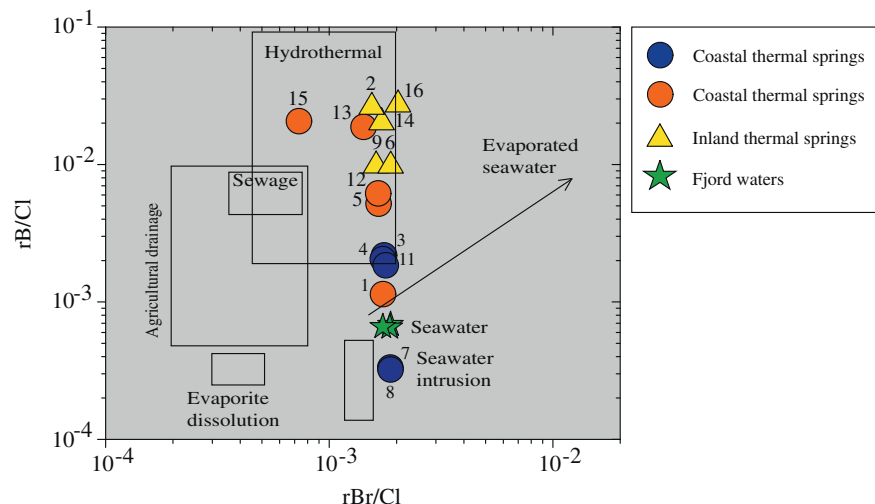 10^-1
Hydrothermal
2
16
15
13
14
Evaporated
seawater
10^-2
9 6
Sewage
12
5
rB/Cl
Agricultural drainage
4
3
11
1
10^-3
Seawater
7
Seawater
intrusion
8
Evaporite
dissolution
10^-4
10^-4
10^-3
10^-2
rBr/Cl
Coastal thermal springs
Coastal thermal springs
Inland thermal springs
Fjord waters